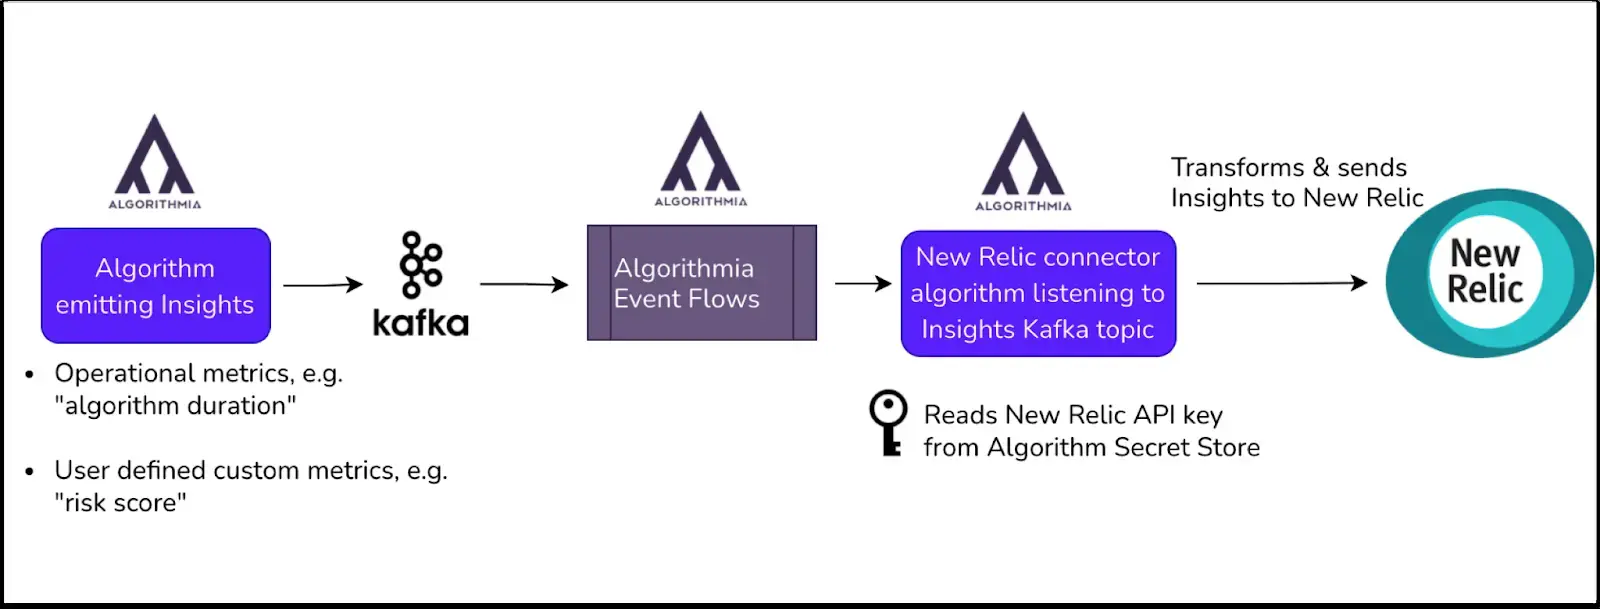 ALGORITHMIA
Algorithm
emitting Insights
• Operational metrics, e.g.
"algorithm duration"
• User defined custom metrics, e.g.
"risk score"
kafka
ALGORITHMIA
Algorithmia
Event Flows
ALGORITHMIA
New Relic connector
algorithm listening to
Insights Kafka topic
Reads New Relic API key
from Algorithm Secret Store
Transforms & sends
Insights to New Relic
New
Relic